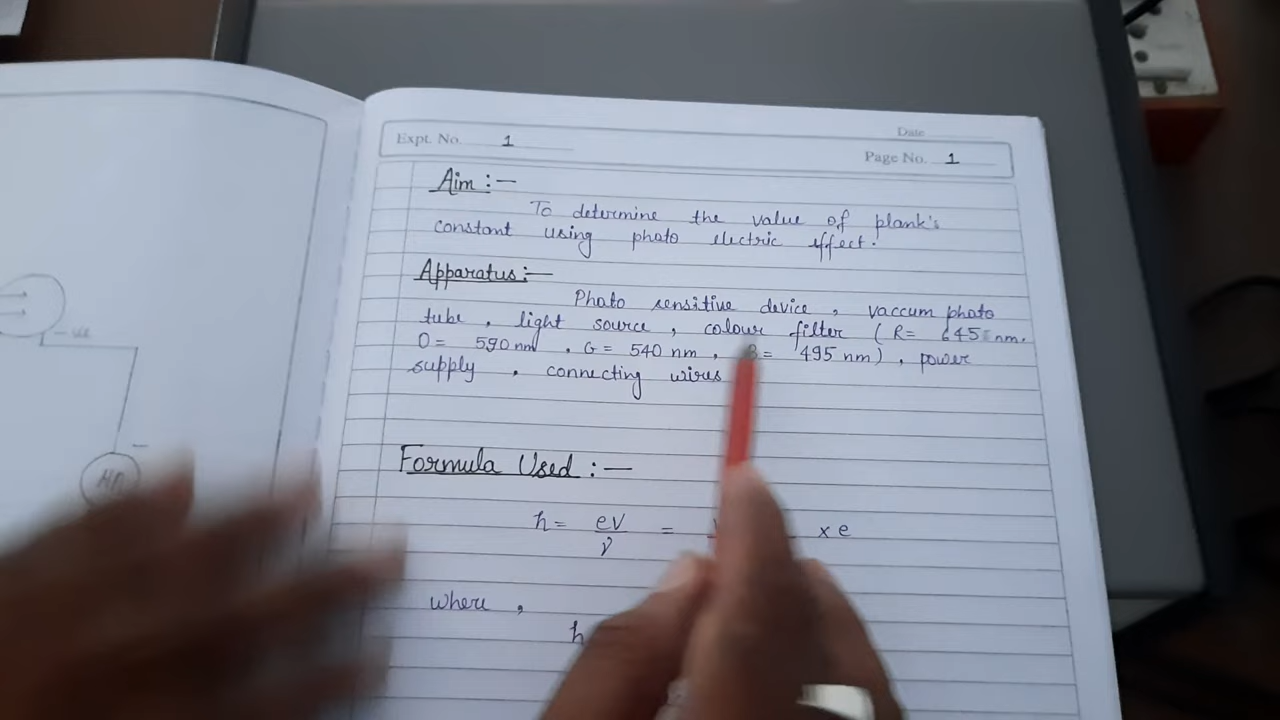 Expt. No. 1
Date
Page No. 1
Aim :—
To determine the value of plank's
constant using photo electric effect.
Apparatus :—
Photo sensitive device, vaccum photo
tube, light source, colour filter (R= 645 nm,
O= 590 nm, G= 540 nm, B= 495 nm), power
supply, connecting wires
Formula Used :—
h = eV/ν = x e
where,
h